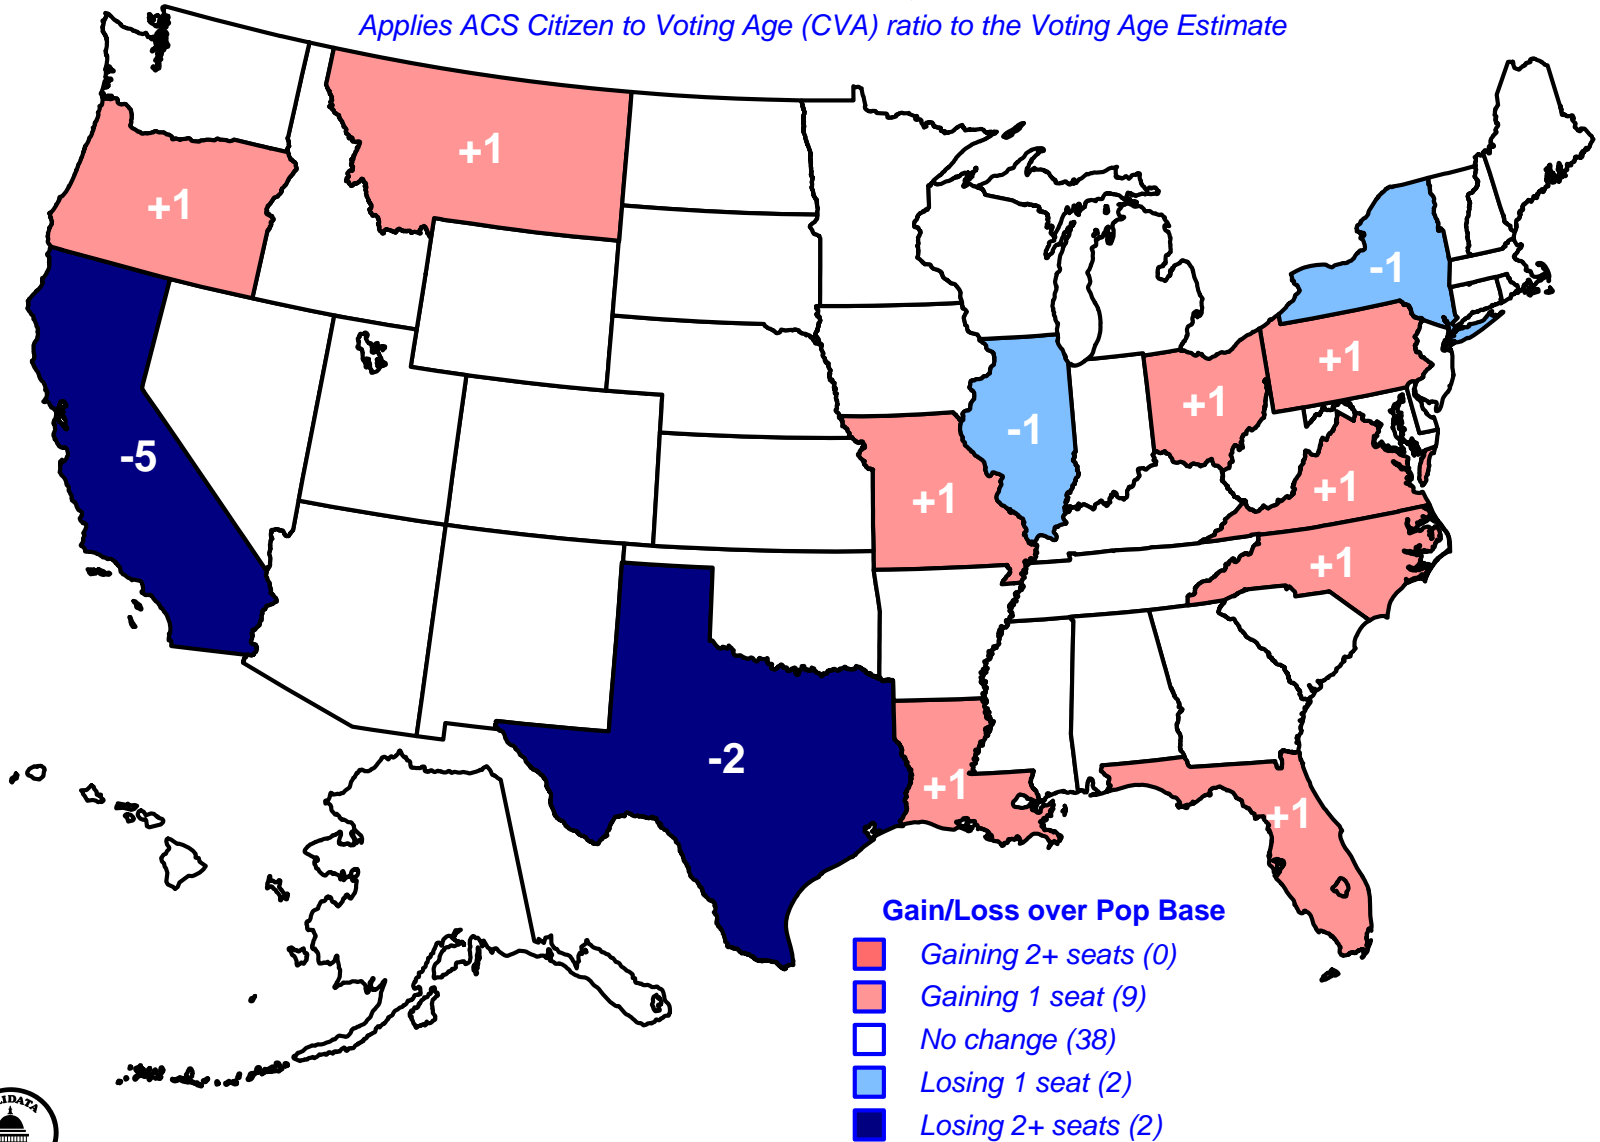 Applies ACS Citizen to Voting Age (CVA) ratio to the Voting Age Estimate
+1
+1
-1
+1
+1
-5
-1
+1
+1
+1
-2
+1
+1
Gain/Loss over Pop Base
Gaining 2+ seats (0)
Gaining 1 seat (9)
No change (38)
Losing 1 seat (2)
Losing 2+ seats (2)
LIDATA